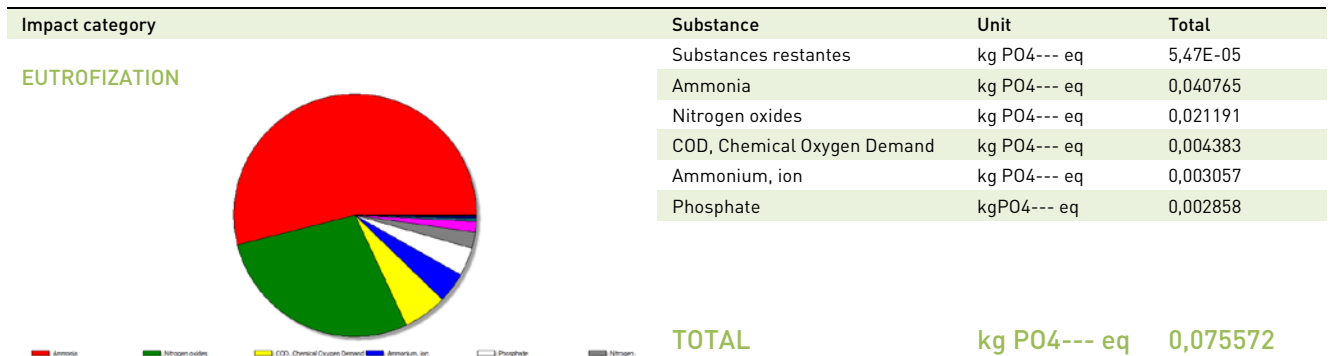 Impact category Substance Unit Total
EUTROFIZATION
Substances restantes kg PO4--- eq 5,47E-05
Ammonia kg PO4--- eq 0,040765
Nitrogen oxides kg PO4--- eq 0,021191
COD, Chemical Oxygen Demand kg PO4--- eq 0,004383
Ammonium, ion kg PO4--- eq 0,003057
Phosphate kgPO4--- eq 0,002858
TOTAL kg PO4--- eq 0,075572
Ammonia Nitrogen oxides COD, Chemical Oxygen Demand Ammonium, ion Phosphate Nitrogen